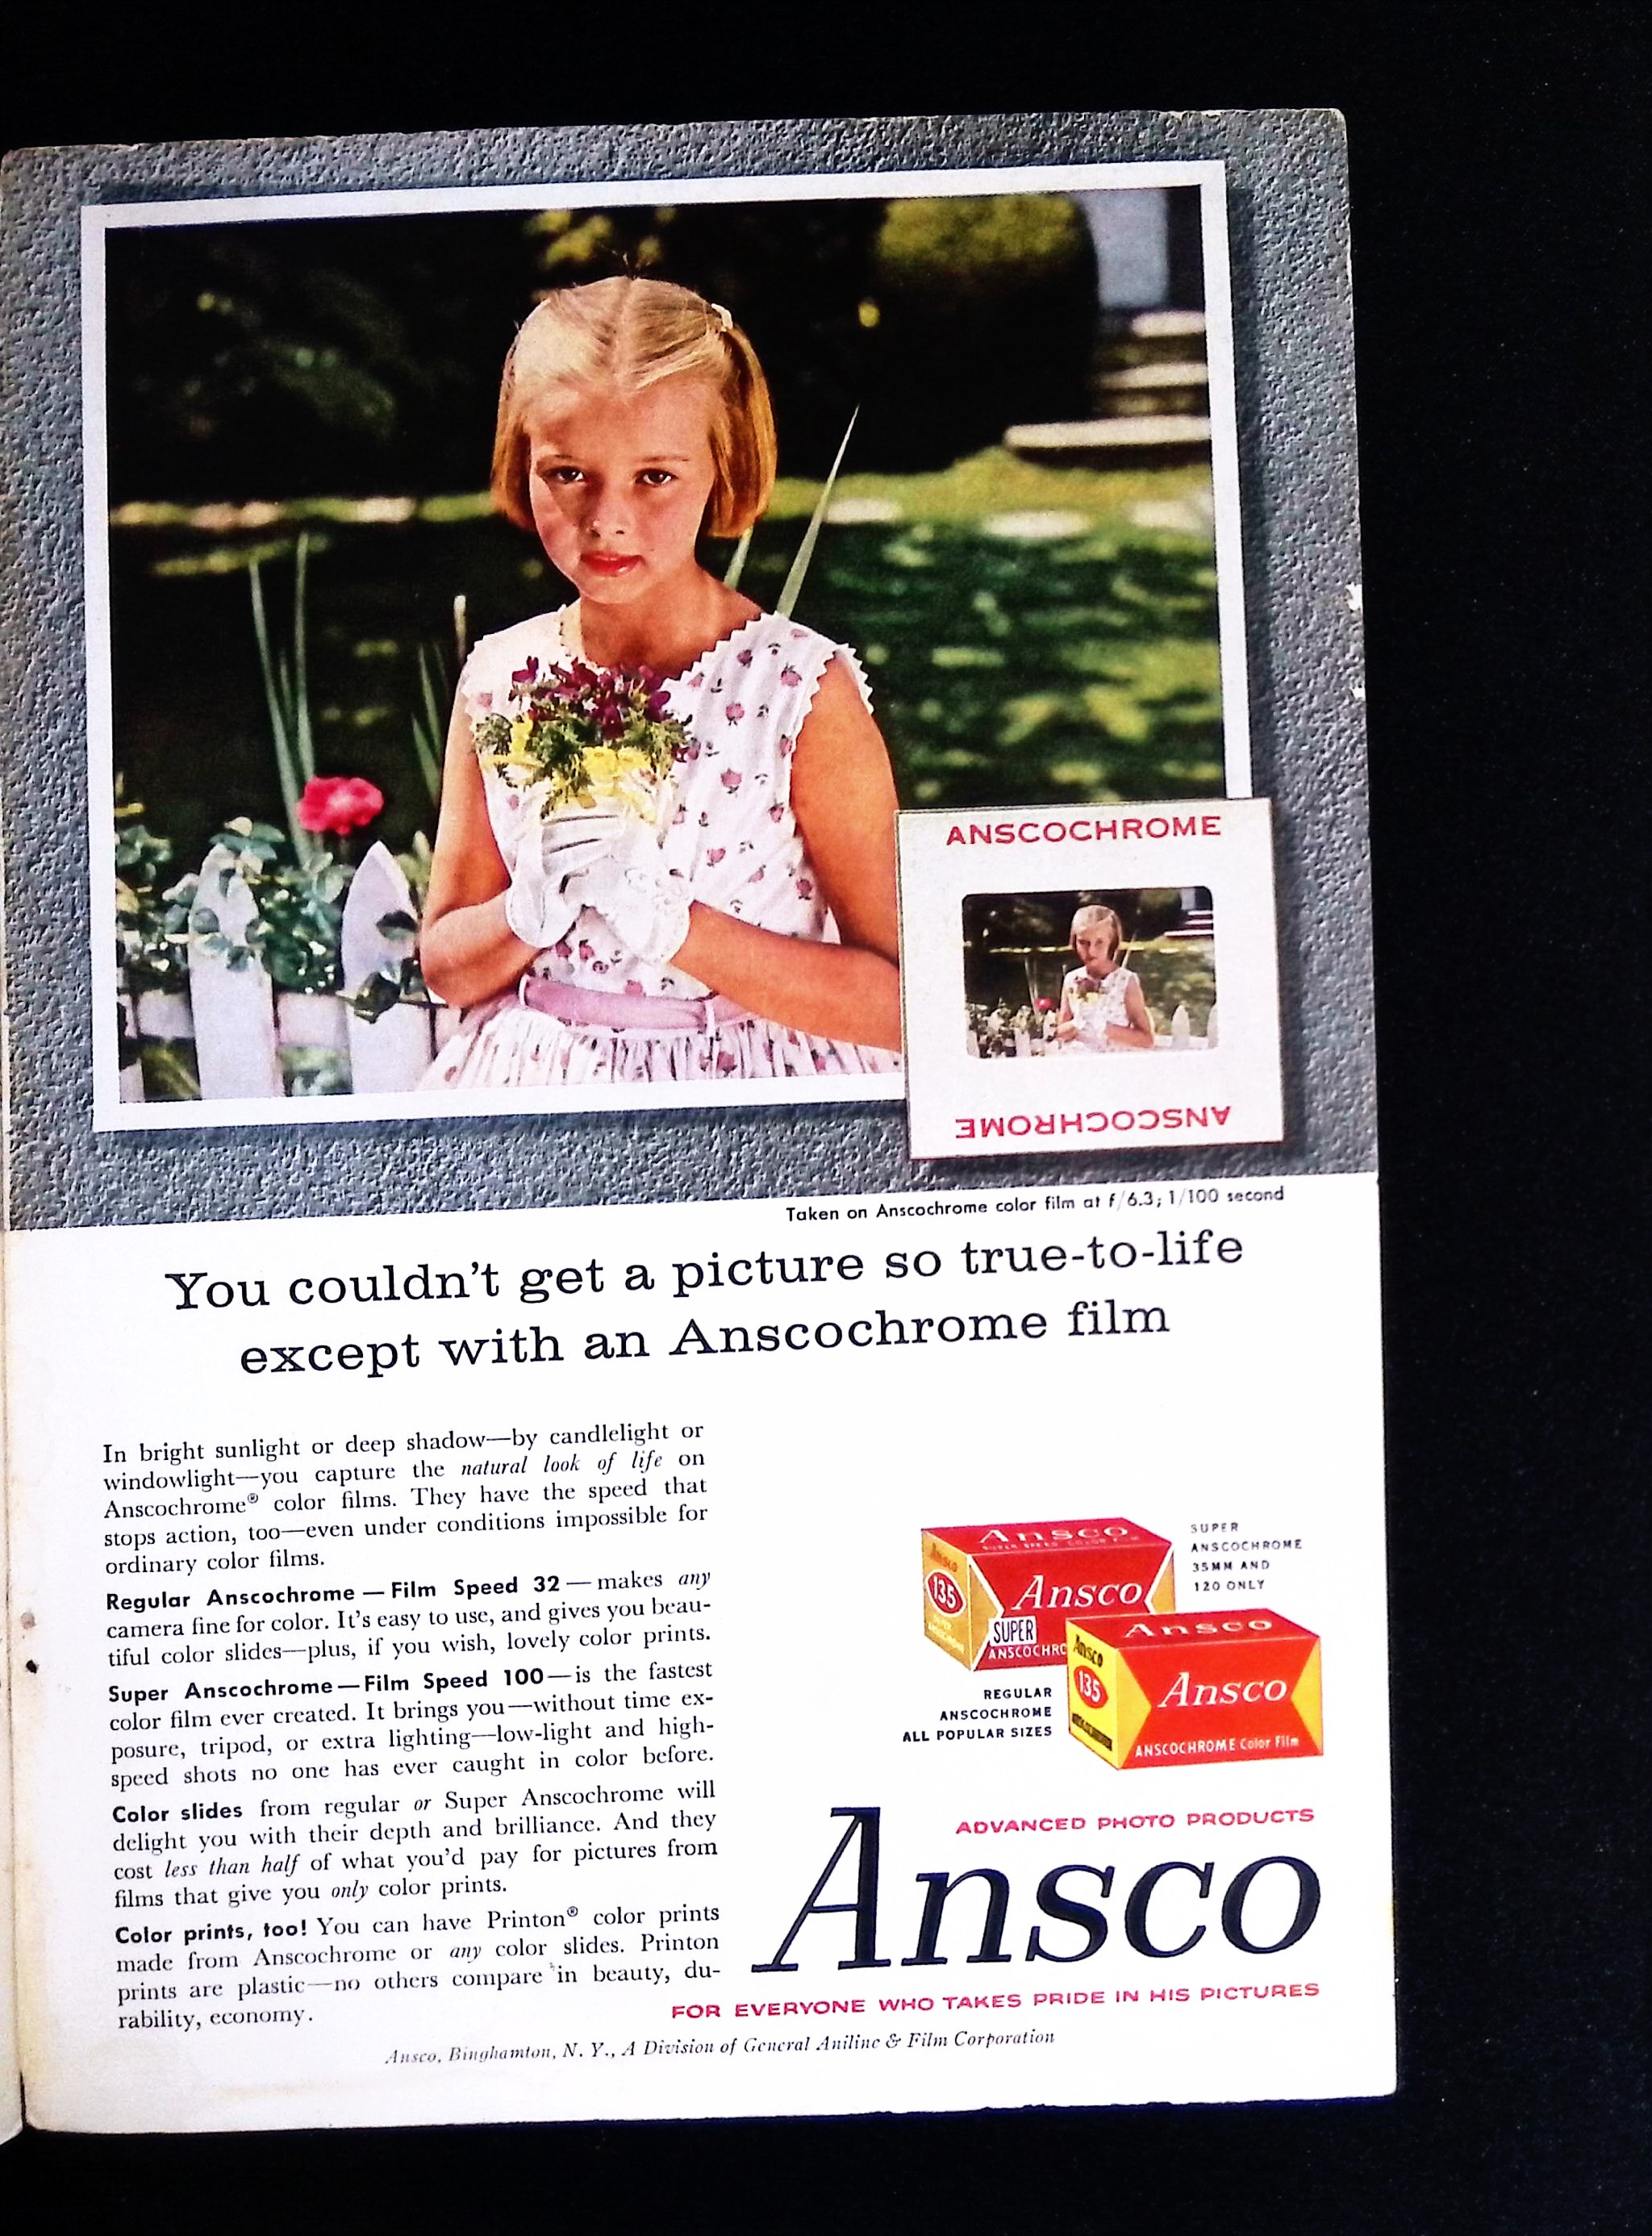 ANSCOCHROME
ANSCOCHROME
Taken on Anscochrome color film at f/6.3; 1/100 second
You couldn't get a picture so true-to-life
except with an Anscochrome film
In bright sunlight or deep shadow—by candlelight or
windowlight—you capture the natural look of life on
Anscochrome® color films. They have the speed that
stops action, too—even under conditions impossible for
ordinary color films.
Regular Anscochrome — Film Speed 32 — makes any
camera fine for color. It's easy to use, and gives you beau-
tiful color slides—plus, if you wish, lovely color prints.
Super Anscochrome — Film Speed 100 — is the fastest
color film ever created. It brings you—without time ex-
posure, tripod, or extra lighting—low-light and high-
speed shots no one has ever caught in color before.
Color slides from regular or Super Anscochrome will
delight you with their depth and brilliance. And they
cost less than half of what you'd pay for pictures from
films that give you only color prints.
Color prints, too! You can have Printon® color prints
made from Anscochrome or any color slides. Printon
prints are plastic—no others compare in beauty, du-
rability, economy.
Ansco
SUPER SPEED COLOR
Ansco
135
Ansco
SUPER
ANSCOCHRO
SUPER
ANSCOCHROME
35MM AND
120 ONLY
Ansco
Ansco
135
Ansco
ANSCOCHROME Color Film
REGULAR
ANSCOCHROME
ALL POPULAR SIZES
ADVANCED PHOTO PRODUCTS
Ansco
FOR EVERYONE WHO TAKES PRIDE IN HIS PICTURES
Ansco, Binghamton, N. Y., A Division of General Aniline & Film Corporation